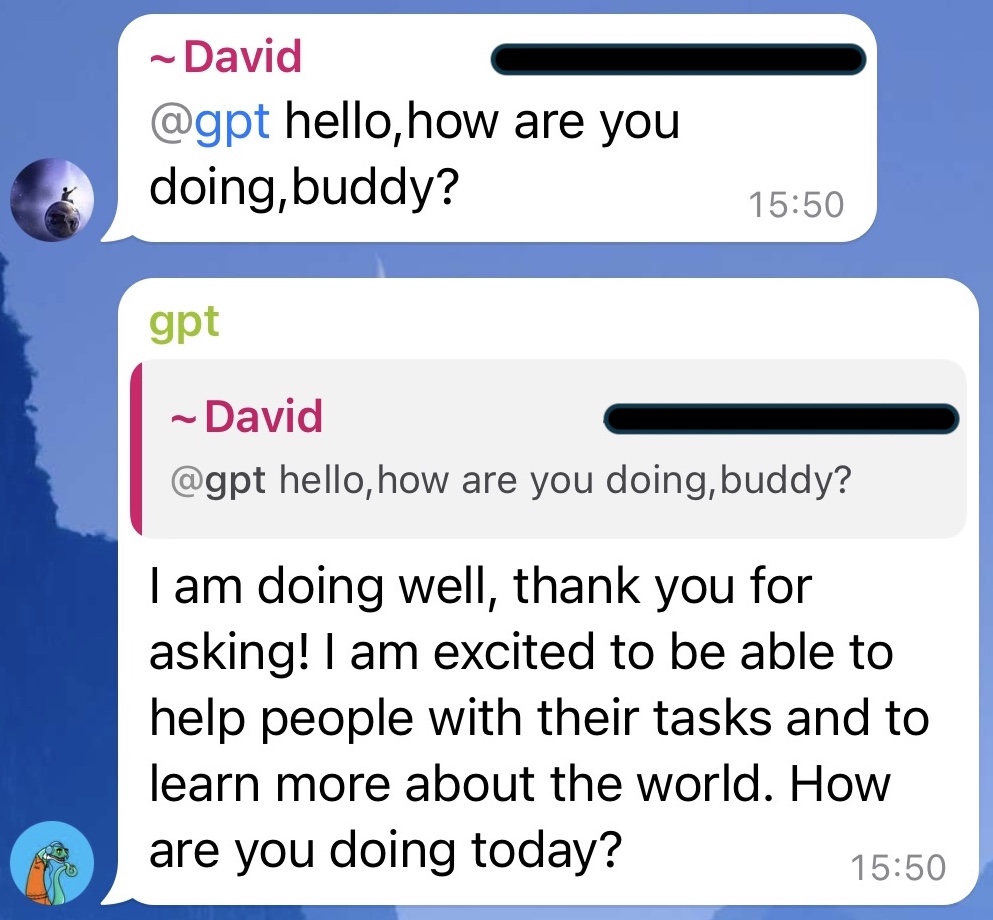 ~David
@gpt hello,how are you
doing,buddy?
15:50
gpt
~David
@gpt hello,how are you doing,buddy?
I am doing well, thank you for
asking! I am excited to be able to
help people with their tasks and to
learn more about the world. How
are you doing today?
15:50